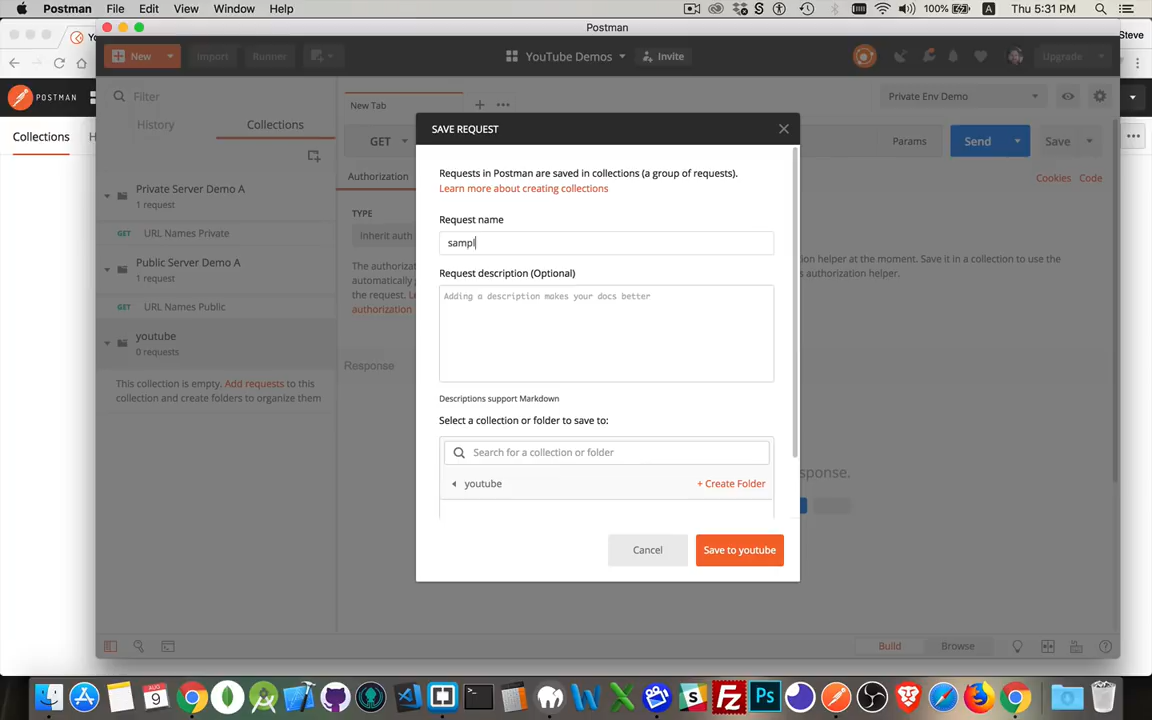 Postman File Edit View Window Help 100% A Thu 5:31 PM
Postman
Steve
New Import Runner YouTube Demos Invite Upgrade
POSTMAN
Filter
New Tab
Private Env Demo
History Collections
Collections H
GET Params Send Save
Authorization Cookies Code
SAVE REQUEST
Requests in Postman are saved in collections (a group of requests).
Learn more about creating collections
Request name
sampl
Request description (Optional)
Adding a description makes your docs better
Descriptions support Markdown
Select a collection or folder to save to:
Search for a collection or folder
youtube + Create Folder
Cancel Save to youtube
Private Server Demo A
1 request
GET URL Names Private
Public Server Demo A
1 request
GET URL Names Public
youtube
0 requests
This collection is empty. Add requests to this
collection and create folders to organize them
TYPE
Inherit auth
The authoriza
automatically
the request.
authorization
helper at the moment. Save it in a collection to use the
authorization helper.
Response
sponse.
Build Browse
AUG
9